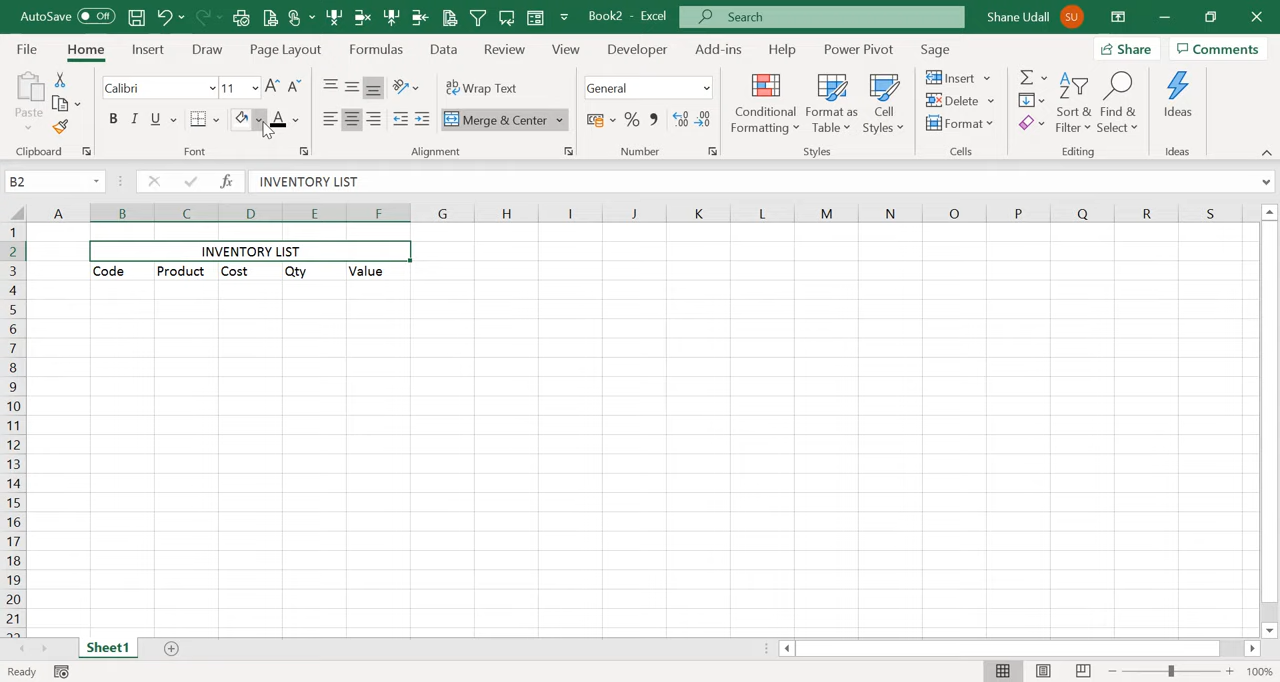 AutoSave Off Book2 - Excel Search Shane Udall SU
File Home Insert Draw Page Layout Formulas Data Review View Developer Add-ins Help Power Pivot Sage Share Comments
Paste Calibri 11 Wrap Text General Conditional Formatting Format as Table Cell Styles Insert Sort & Filter Find & Select Ideas
B I U A Merge & Center % Delete
Format
Clipboard Font Alignment Number Styles Cells Editing Ideas
B2 fx INVENTORY LIST
A B C D E F G H I J K L M N O P Q R S
1
2 INVENTORY LIST
3 Code Product Cost Qty Value
4
5
6
7
8
9
10
11
12
13
14
15
16
17
18
19
20
21
22
Sheet1
Ready 100%